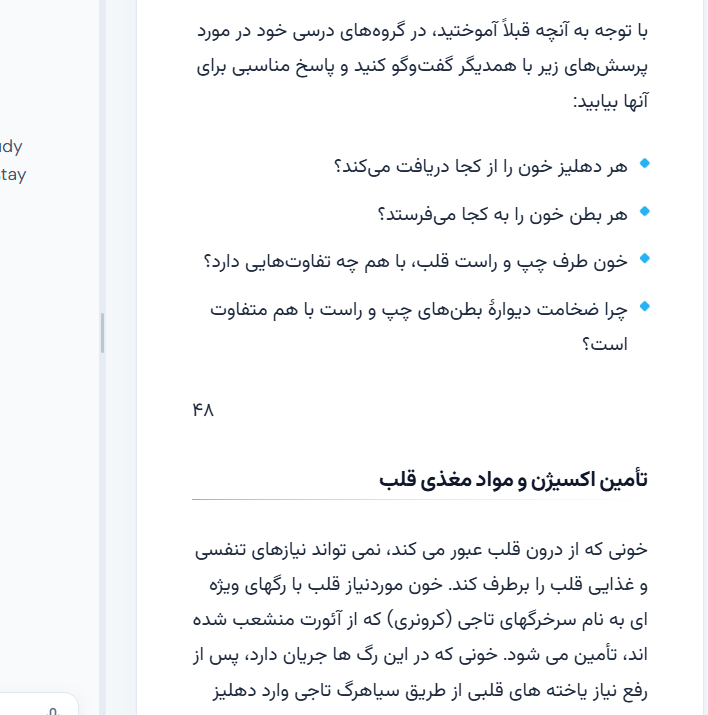 با توجه به آنچه قبلاً آموختید، در گروه‌های درسی خود در مورد
پرسش‌های زیر با همدیگر گفت‌وگو کنید و پاسخ مناسبی برای
آنها بیابید:
هر دهلیز خون را از کجا دریافت می‌کند؟
هر بطن خون را به کجا می‌فرستد؟
خون طرف چپ و راست قلب، با هم چه تفاوت‌هایی دارد؟
چرا ضخامت دیوارهٔ بطن‌های چپ و راست با هم متفاوت
است؟
۴۸
تأمین اکسیژن و مواد مغذی قلب
خونی که از درون قلب عبور می کند، نمی تواند نیازهای تنفسی
و غذایی قلب را برطرف کند. خون موردنیاز قلب با رگهای ویژه
ای به نام سرخرگهای تاجی (کرونری) که از آئورت منشعب شده
اند، تأمین می شود. خونی که در این رگ ها جریان دارد، پس از
رفع نیاز یاخته های قلبی از طریق سیاهرگ تاجی وارد دهلیز